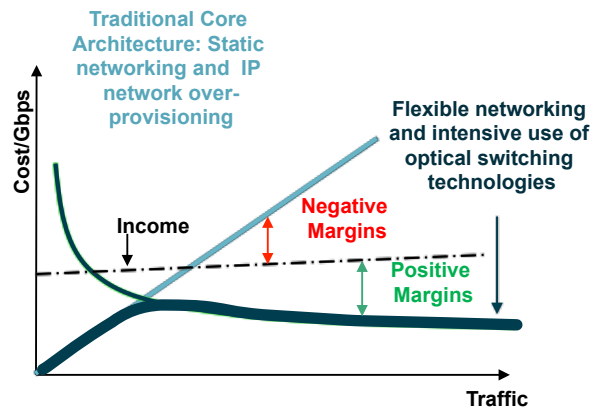 Traditional Core
Architecture: Static
networking and IP
network over-
provisioning
Cost/Gbps
Flexible networking
and intensive use of
optical switching
technologies
Income
Negative
Margins
Positive
Margins
Traffic